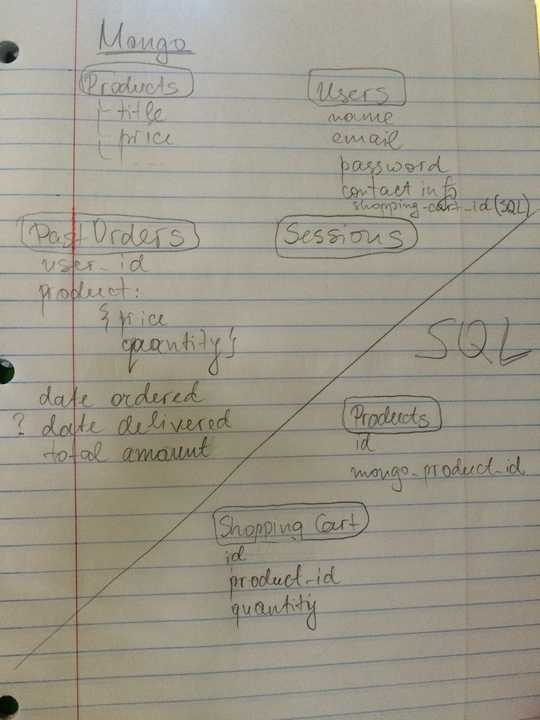 Mongo
Products
title
price
Users
name
email
password
contact info
shopping-cart-id (SQL)
Past Orders
user-id
product:
{ price
quantity }
date ordered
? date delivered
total amount
Sessions
SQL
Products
id
mongo-product-id
Shopping Cart
id
product-id
quantity